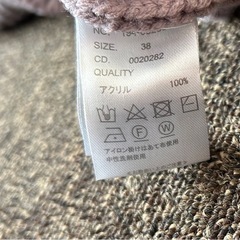 SIZE. 38
CD. 0020282
QUALITY
アクリル 100%
アイロン掛けはあて布使用
中性洗剤使用